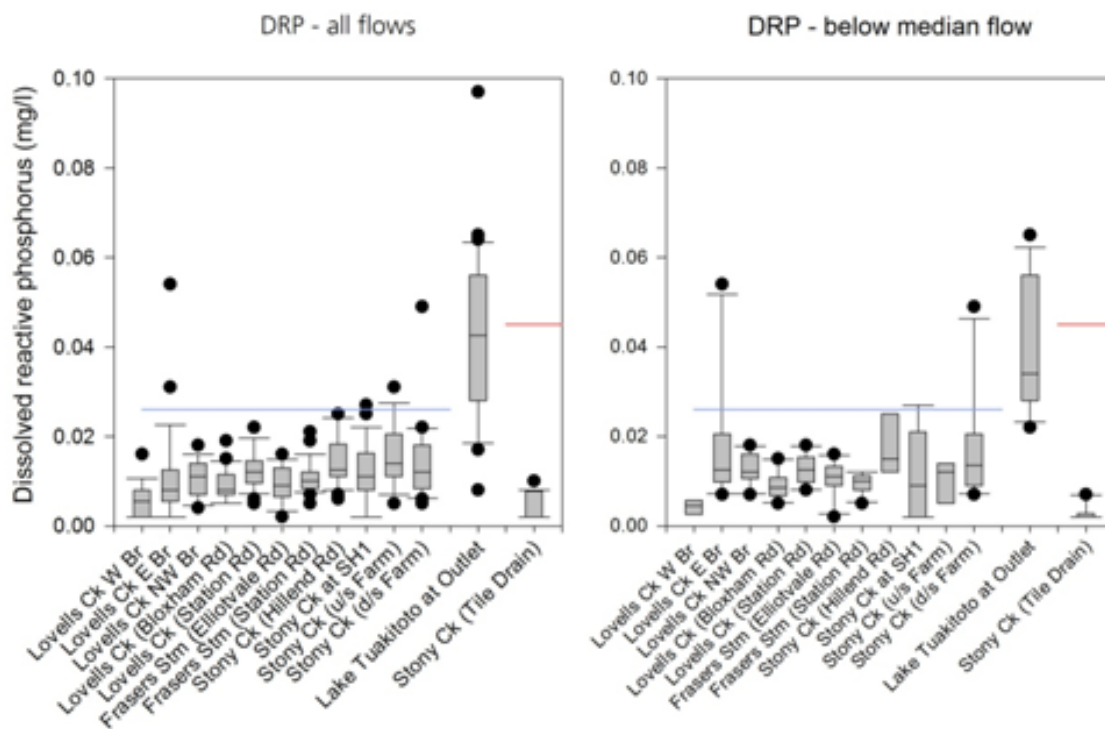 DRP - all flows
DRP - below median flow
Dissolved reactive phosphorus (mg/l)
0.10
0.08
0.06
0.04
0.02
0.00
Lovells Ck W Br
Lovells Ck E Br
Lovells Ck NW Br
Lovells Ck (Bloxham Rd)
Lovells Ck (Station Rd)
Frasers Stm (Elliotvale Rd)
Frasers Stm (Station Rd)
Stony Ck (Hillend Rd)
Stony Ck at SH1
Stony Ck (u/s Farm)
Stony Ck (d/s Farm)
Lake Tuakitoto at Outlet
Stony Ck (Tile Drain)
0.10
0.08
0.06
0.04
0.02
0.00
Lovells Ck W Br
Lovells Ck E Br
Lovells Ck NW Br
Lovells Ck (Bloxham Rd)
Lovells Ck (Station Rd)
Frasers Stm (Elliotvale Rd)
Frasers Stm (Station Rd)
Stony Ck (Hillend Rd)
Stony Ck at SH1
Stony Ck (u/s Farm)
Stony Ck (d/s Farm)
Lake Tuakitoto at Outlet
Stony Ck (Tile Drain)